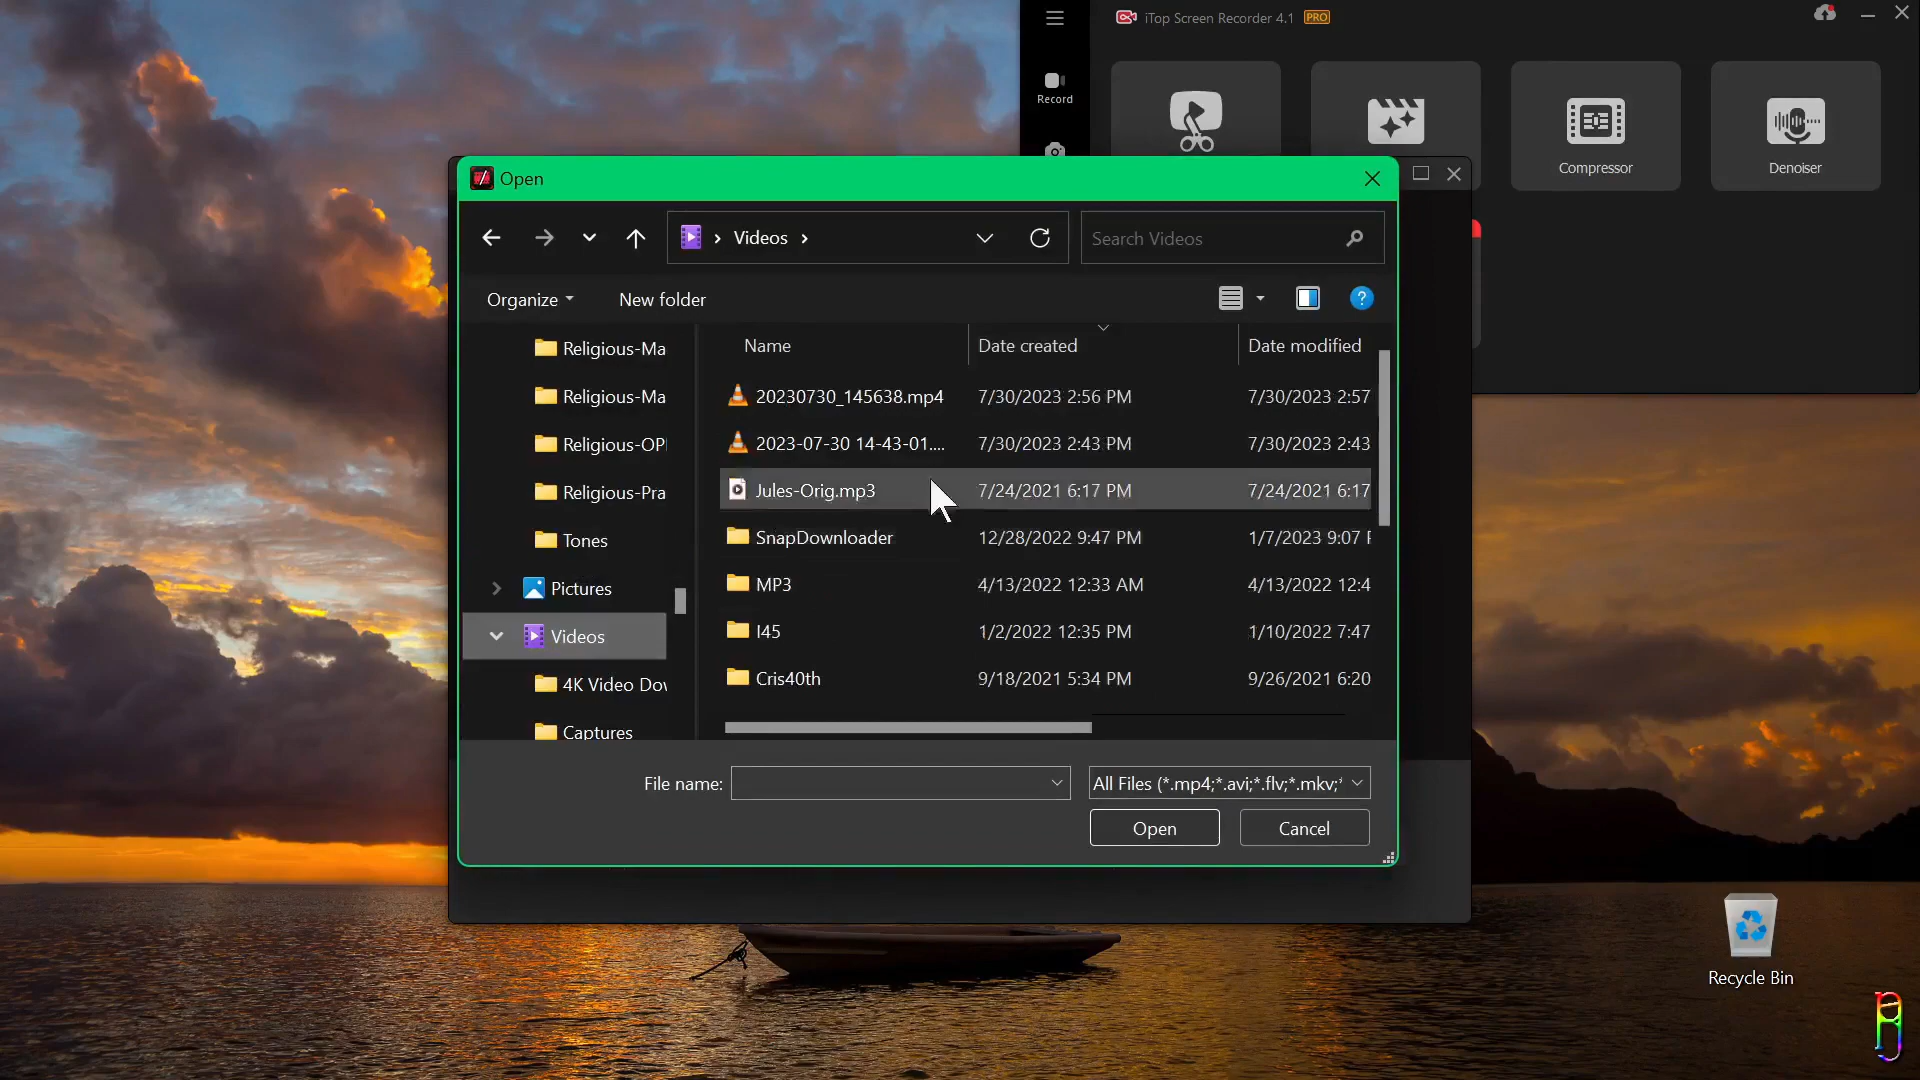 iTop Screen Recorder 4.1 PRO
Record
Compressor
Denoiser
Open
Videos
Search Videos
Organize
New folder
?
Name
Date created
Date modified
Religious-Ma
Religious-Ma
Religious-OPI
Religious-Pra
Tones
Pictures
Videos
4K Video Dov
Captures
20230730_145638.mp4 7/30/2023 2:56 PM 7/30/2023 2:57
2023-07-30 14-43-01.... 7/30/2023 2:43 PM 7/30/2023 2:43
Jules-Orig.mp3 7/24/2021 6:17 PM 7/24/2021 6:17
SnapDownloader 12/28/2022 9:47 PM 1/7/2023 9:07
MP3 4/13/2022 12:33 AM 4/13/2022 12:4
I45 1/2/2022 12:35 PM 1/10/2022 7:47
Cris40th 9/18/2021 5:34 PM 9/26/2021 6:20
File name:
All Files (*.mp4;*.avi;*.flv;*.mkv;*
Open
Cancel
Recycle Bin